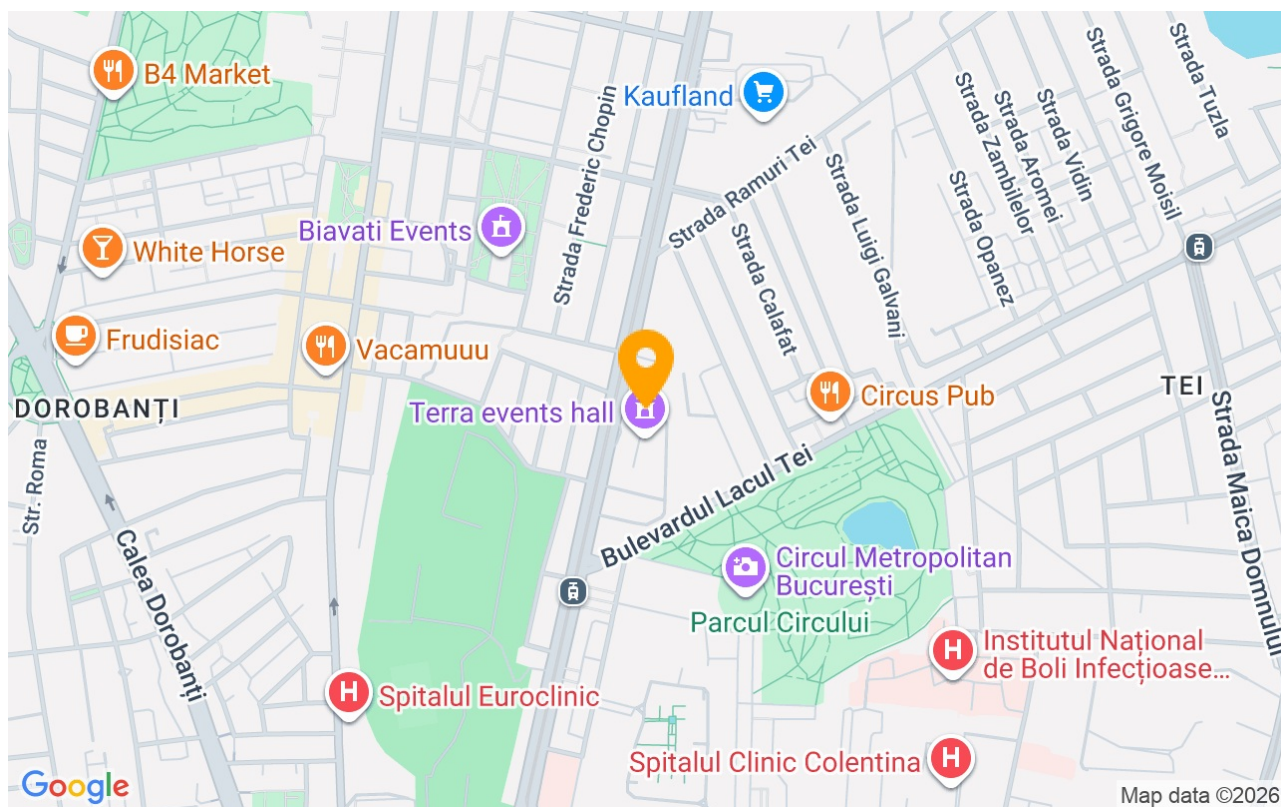 B4 Market
Kaufland
Strada Frederic Chopin
Strada Ramuri Tei
Strada Luigi Galvani
Strada Calafat
Strada Opanez
Strada Zambilelor
Strada Aromei
Strada Vidin
Strada Grigore Moisil
Strada Tuzla
Biavati Events
White Horse
Frudisiac
Vacamuuu
DOROBANȚI
Terra events hall
Circus Pub
TEI
Str. Roma
Calea Dorobanți
Bulevardul Lacul Tei
Strada Maica Domnului
Circul Metropolitan
București
Parcul Circului
Institutul Național
de Boli Infecțioase...
Spitalul Euroclinic
Spitalul Clinic Colentina
Google
Map data ©2026